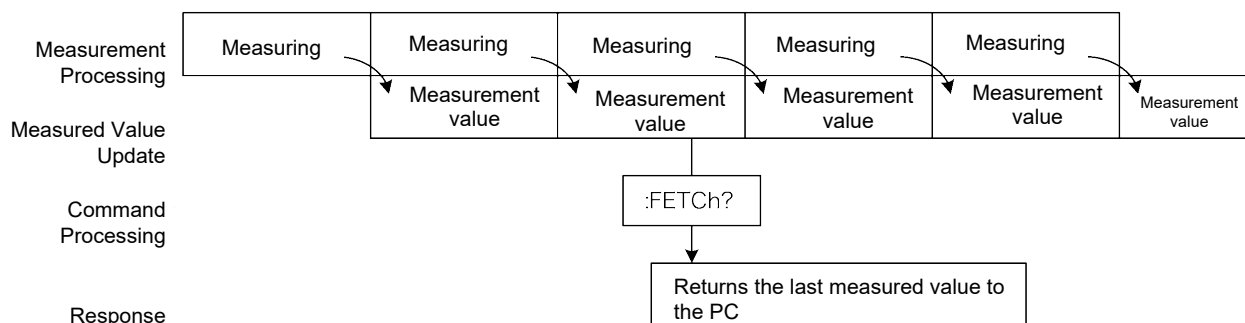 Measurement
Processing
Measuring
Measuring
Measuring
Measuring
Measuring
Measured Value
Update
Measurement
value
Measurement
value
Measurement
value
Measurement
value
Measurement
value
Command
Processing
:FETCh?
Response
Returns the last measured value to
the PC